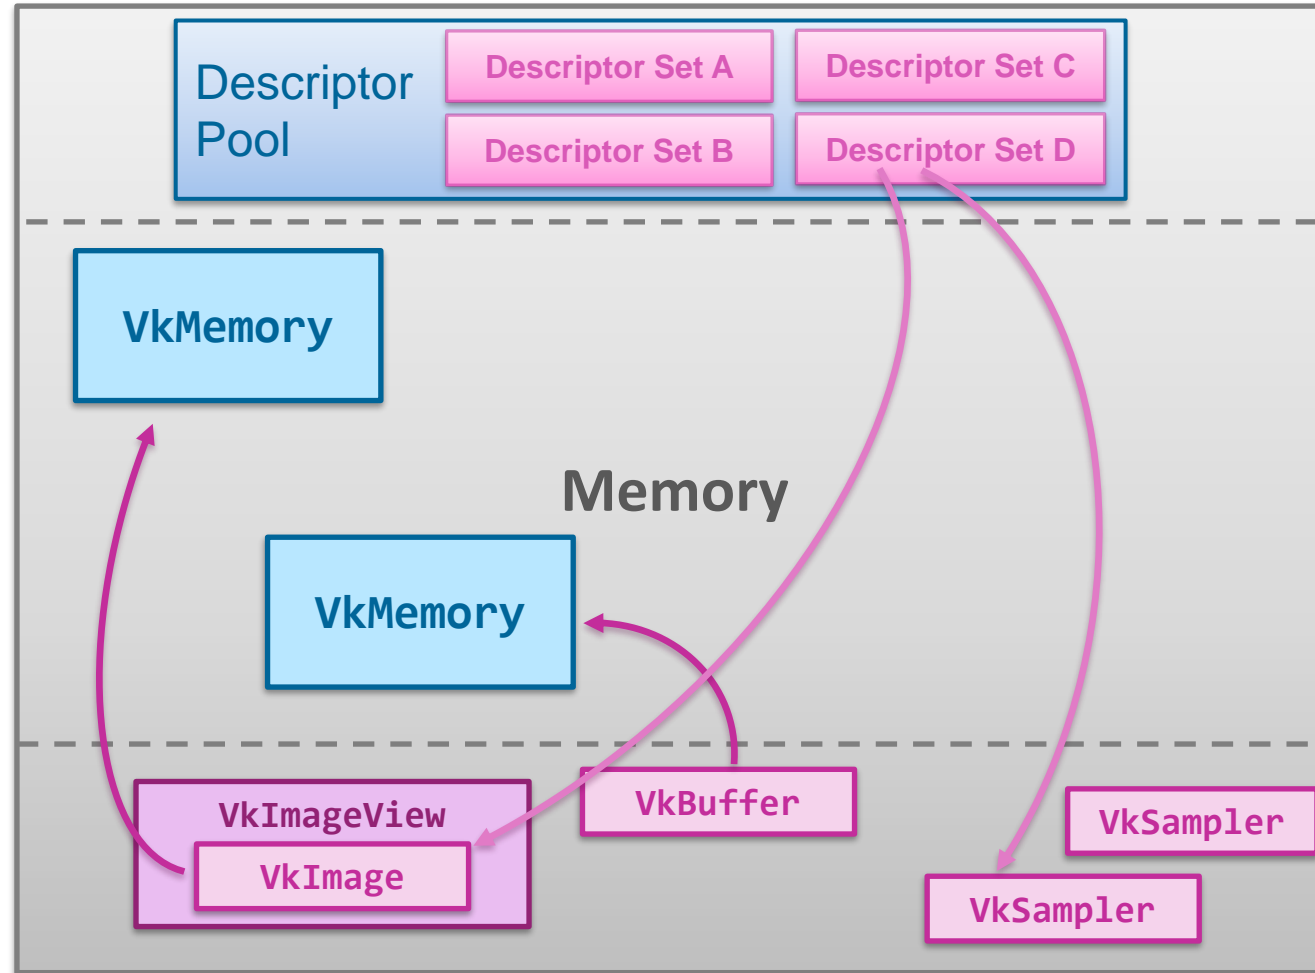 Descriptor
Pool
Descriptor Set A
Descriptor Set C
Descriptor Set B
Descriptor Set D
VkMemory
Memory
VkMemory
VkImageView
VkImage
VkBuffer
VkSampler
VkSampler